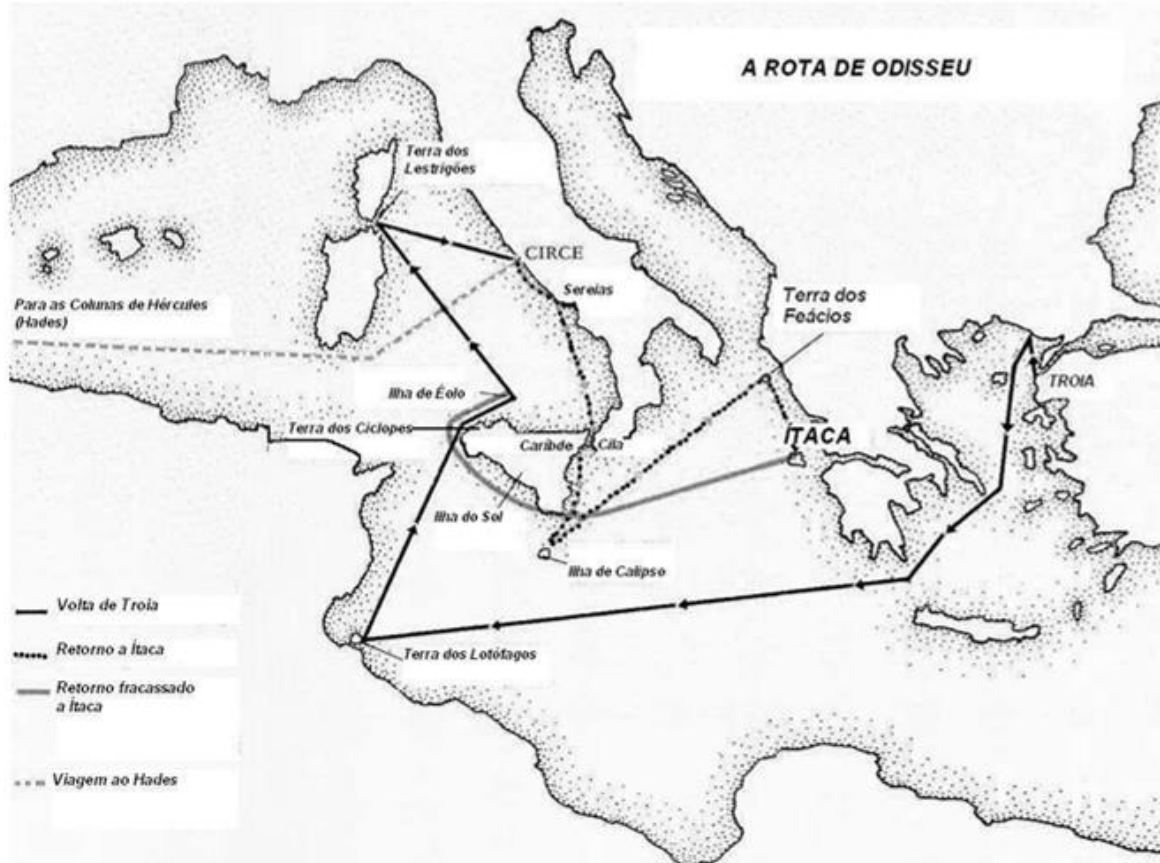 A ROTA DE ODISSEU
Terra dos
Lestrigões
CIRCE
Sereias
Terra dos
Feácios
Para as Colunas de Hércules
(Hades)
TROIA
Ilha de Éolo
Terra dos Ciclopes
Caribde
Cila
ÍTACA
Ilha do Sol
Ilha de Calipso
Terra dos Lotófagos
Volta de Troia
Retorno a Ítaca
Retorno fracassado
a Ítaca
Viagem ao Hades